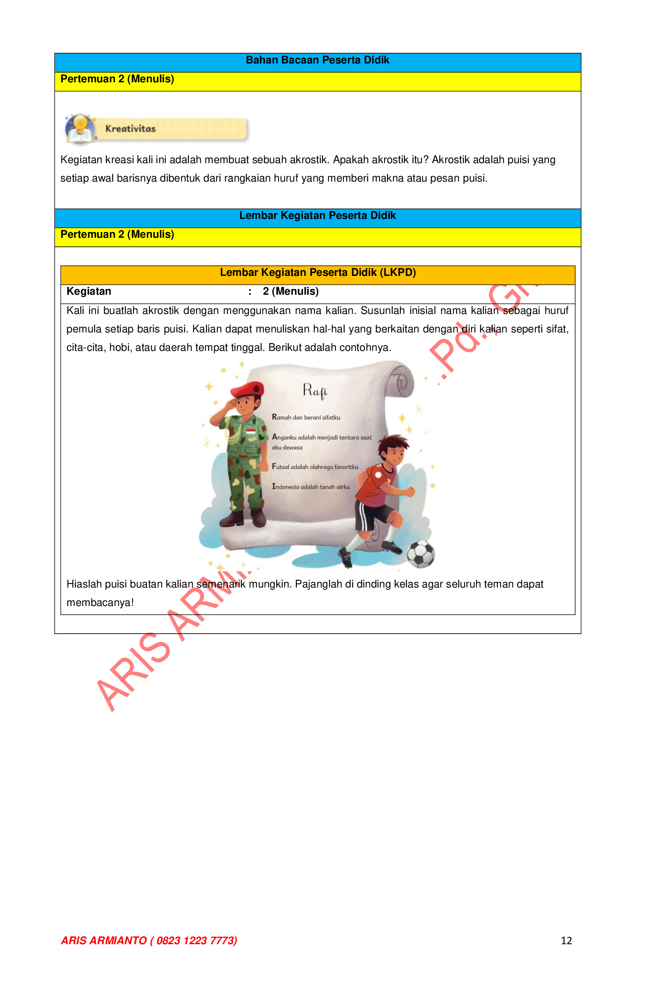 Bahan Bacaan Peserta Didik
Pertemuan 2 (Menulis)
Kreativitas
Kegiatan kreasi kali ini adalah membuat sebuah akrostik. Apakah akrostik itu? Akrostik adalah puisi yang
setiap awal barisnya dibentuk dari rangkaian huruf yang memberi makna atau pesan puisi.
Lembar Kegiatan Peserta Didik
Pertemuan 2 (Menulis)
Lembar Kegiatan Peserta Didik (LKPD)
Kegiatan : 2 (Menulis)
Kali ini buatlah akrostik dengan menggunakan nama kalian. Susunlah inisial nama kalian sebagai huruf
pemula setiap baris puisi. Kalian dapat menuliskan hal-hal yang berkaitan dengan diri kalian seperti sifat,
cita-cita, hobi, atau daerah tempat tinggal. Berikut adalah contohnya.
Rafi
Ramah dan berani sifatku
Anganku adalah menjadi tentara saat
aku dewasa
Futsal adalah olahraga favoritku
Indonesia adalah tanah airku
Hiaslah puisi buatan kalian semenarik mungkin. Pajanglah di dinding kelas agar seluruh teman dapat
membacanya!
ARIS
ARIS ARMIANTO ( 0823 1223 7773)
12